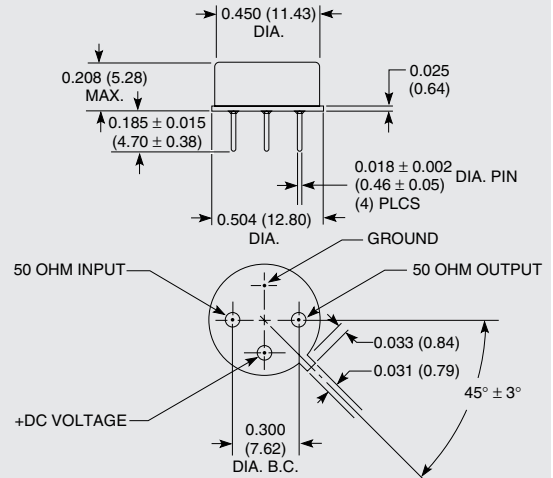 0.450 (11.43)
DIA.
0.208 (5.28)
MAX.
0.025
(0.64)
0.185 ± 0.015
(4.70 ± 0.38)
0.018 ± 0.002
(0.46 ± 0.05)
(4) PLCS
DIA. PIN
0.504 (12.80)
DIA.
GROUND
50 OHM INPUT
50 OHM OUTPUT
0.033 (0.84)
0.031 (0.79)
45° ± 3°
+DC VOLTAGE
0.300
(7.62)
DIA. B.C.